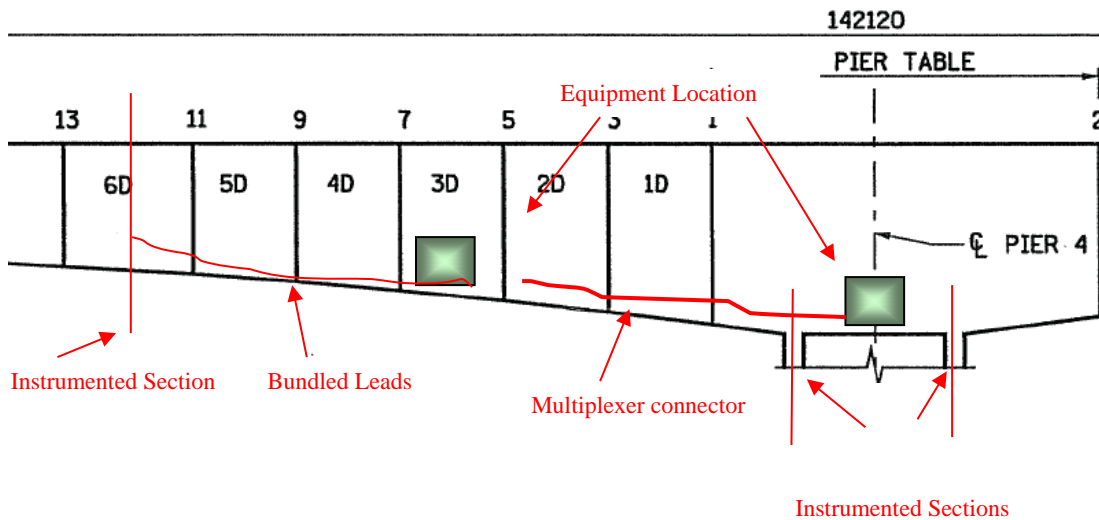 142120
PIER TABLE
Equipment Location
13 11 9 7 5 3 1 2
6D 5D 4D 3D 2D 1D
℄ PIER 4
Instrumented Section
Bundled Leads
Multiplexer connector
Instrumented Sections